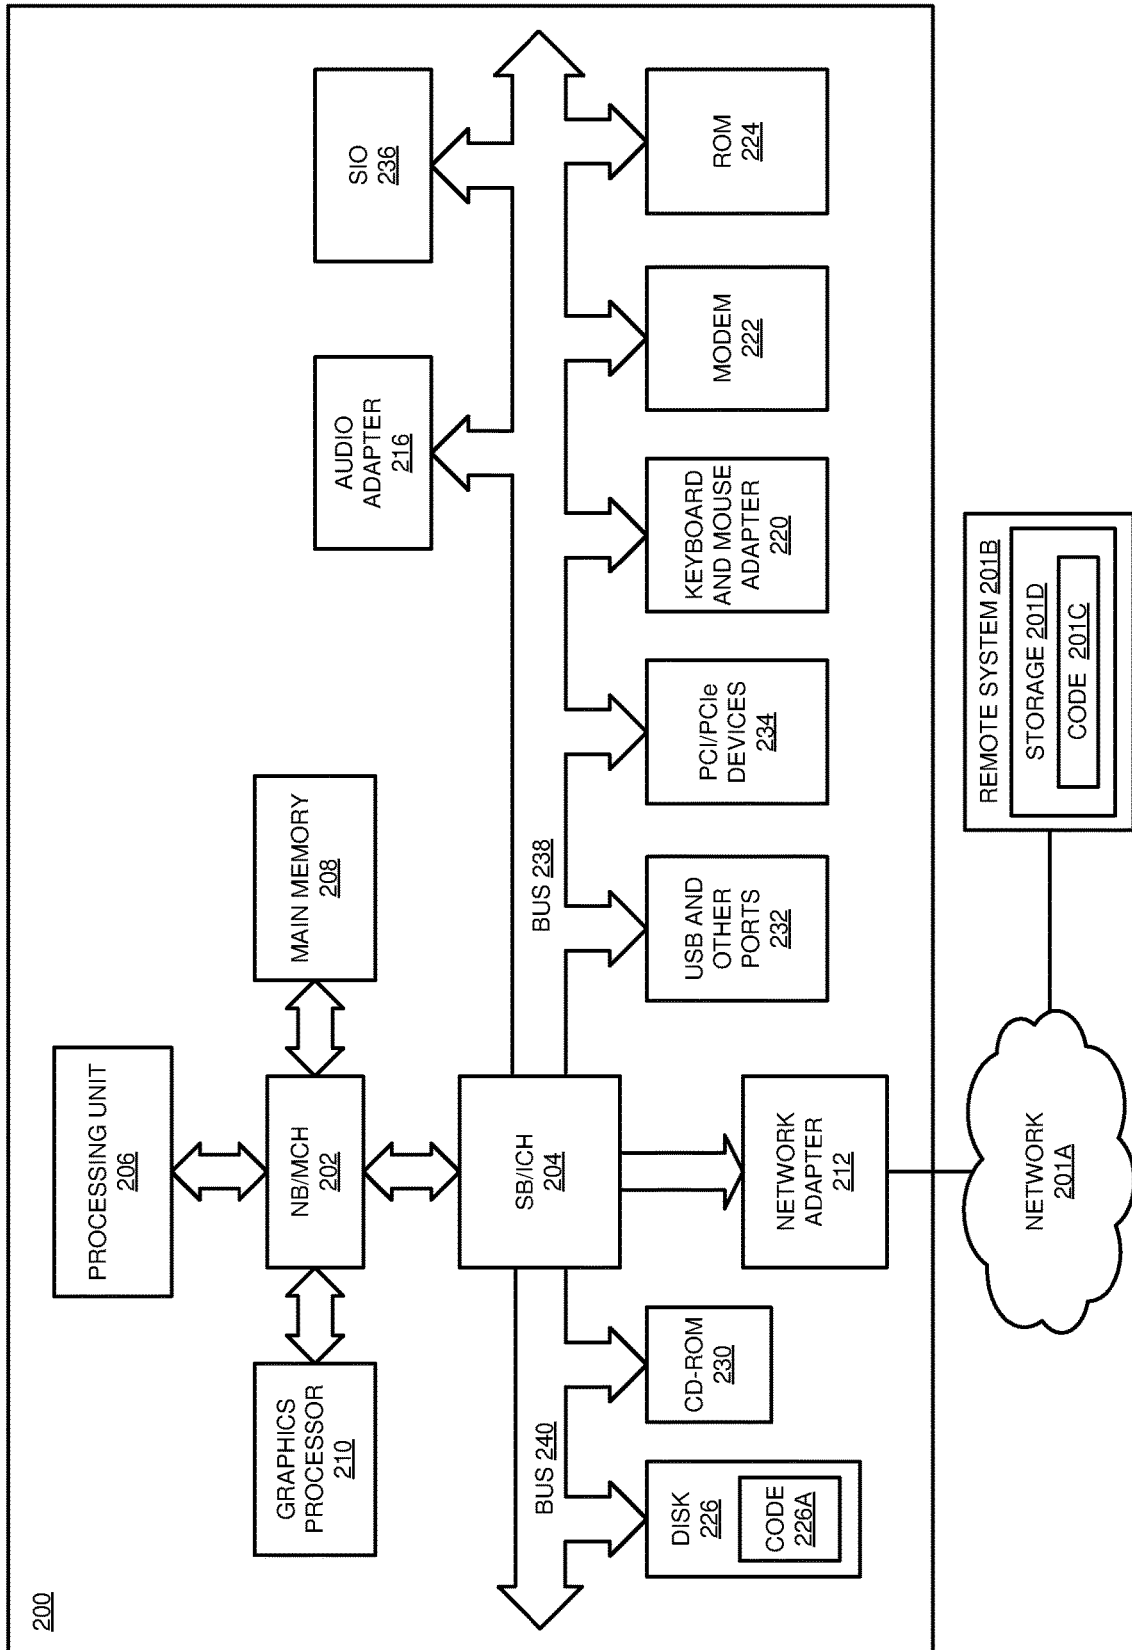 200
PROCESSING UNIT
206
GRAPHICS
PROCESSOR
210
NB/MCH
202
MAIN MEMORY
208
AUDIO
ADAPTER
216
SIO
236
SB/ICH
204
BUS 240
BUS 238
DISK
226
CODE
226A
CD-ROM
230
NETWORK
ADAPTER
212
USB AND
OTHER
PORTS
232
PCI/PCIe
DEVICES
234
KEYBOARD
AND MOUSE
ADAPTER
220
MODEM
222
ROM
224
NETWORK
201A
REMOTE SYSTEM 201B
STORAGE 201D
CODE 201C